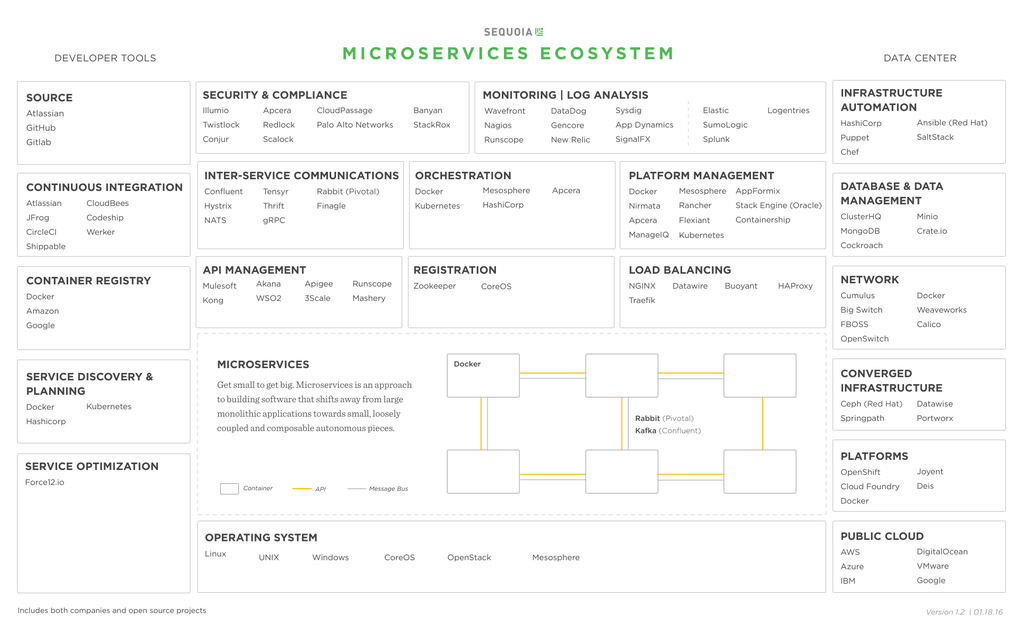 SEQUOIA
MICROSERVICES ECOSYSTEM
DEVELOPER TOOLS
DATA CENTER
SOURCE
Atlassian
GitHub
Gitlab
CONTINUOUS INTEGRATION
Atlassian CloudBees
JFrog Codeship
CircleCI Werker
Shippable
CONTAINER REGISTRY
Docker
Amazon
Google
SERVICE DISCOVERY &
PLANNING
Docker Kubernetes
Hashicorp
SERVICE OPTIMIZATION
Force12.io
SECURITY & COMPLIANCE
Illumio Apcera CloudPassage Banyan
Twistlock Redlock Palo Alto Networks StackRox
Conjur Scalock
MONITORING | LOG ANALYSIS
Wavefront DataDog Sysdig Elastic Logentries
Nagios Gencore App Dynamics SumoLogic
Runscope New Relic SignalFX Splunk
INTER-SERVICE COMMUNICATIONS
Confluent Tensyr Rabbit (Pivotal)
Hystrix Thrift Finagle
NATS gRPC
ORCHESTRATION
Docker Mesosphere Apcera
Kubernetes HashiCorp
PLATFORM MANAGEMENT
Docker Mesosphere AppFormix
Nirmata Rancher Stack Engine (Oracle)
Apcera Flexiant Containership
ManageIQ Kubernetes
API MANAGEMENT
Mulesoft Akana Apigee Runscope
Kong WSO2 3Scale Mashery
REGISTRATION
Zookeeper CoreOS
LOAD BALANCING
NGINX Datawire Buoyant HAProxy
Traefik
MICROSERVICES
Get small to get big. Microservices is an approach
to building software that shifts away from large
monolithic applications towards small, loosely
coupled and composable autonomous pieces.
Container API Message Bus
Docker
Rabbit (Pivotal)
Kafka (Confluent)
OPERATING SYSTEM
Linux UNIX Windows CoreOS OpenStack Mesosphere
INFRASTRUCTURE
AUTOMATION
HashiCorp Ansible (Red Hat)
Puppet SaltStack
Chef
DATABASE & DATA
MANAGEMENT
ClusterHQ Minio
MongoDB Crate.io
Cockroach
NETWORK
Cumulus Docker
Big Switch Weaveworks
FBOSS Calico
OpenSwitch
CONVERGED
INFRASTRUCTURE
Ceph (Red Hat) Datawise
Springpath Portworx
PLATFORMS
OpenShift Joyent
Cloud Foundry Deis
Docker
PUBLIC CLOUD
AWS DigitalOcean
Azure VMware
IBM Google
Includes both companies and open source projects
Version 1.2 | 01.18.16